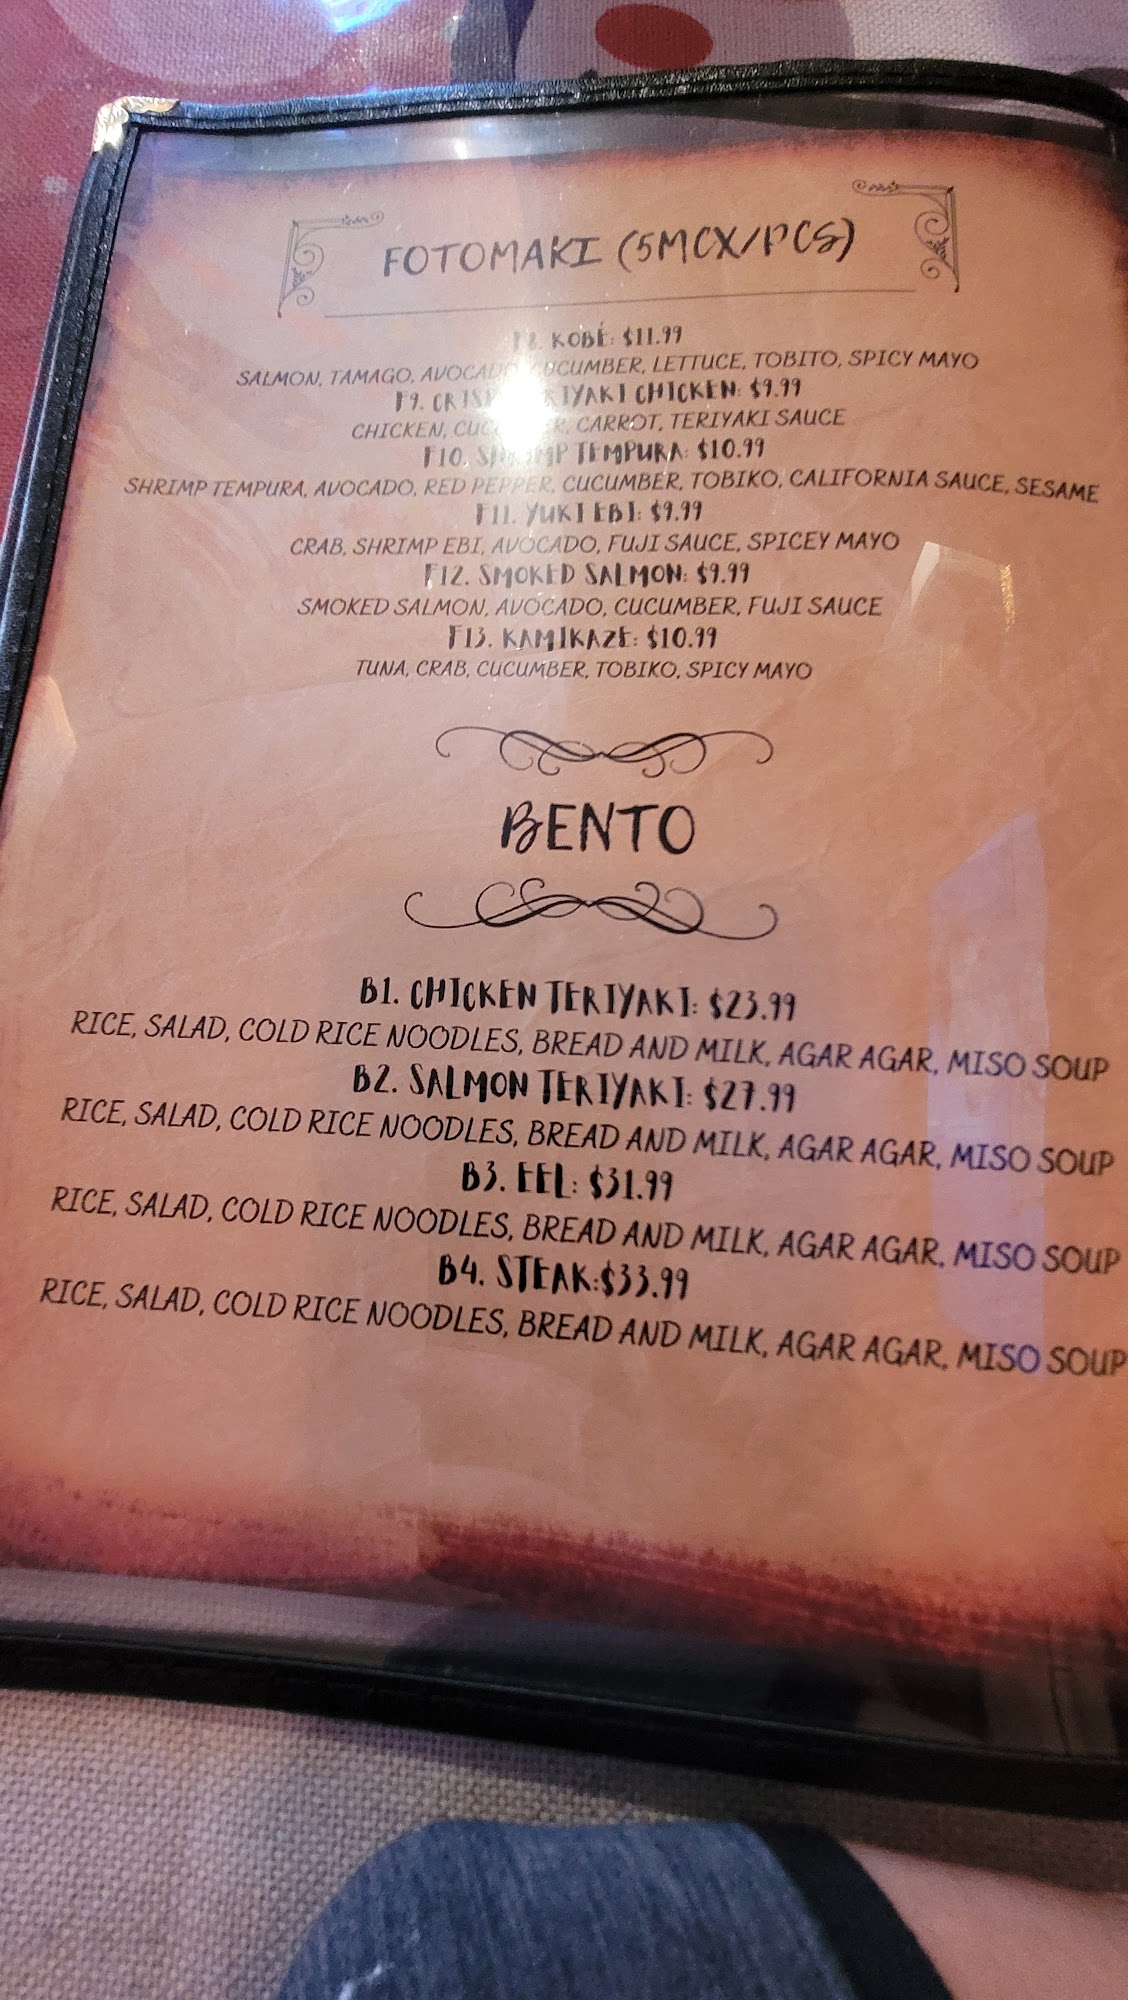 FOTOMAKI (5MCX/PCS)
KOBÉ: $11.99
SALMON, TAMAGO, AVOCADO, CUCUMBER, LETTUCE, TOBITO, SPICY MAYO
F9. CHICKEN: $9.99
CHICKEN, CARROT, TERIYAKI SAUCE
F10. SHRIMP TEMPURA: $10.99
SHRIMP TEMPURA, AVOCADO, RED PEPPER, CUCUMBER, TOBIKO, CALIFORNIA SAUCE, SESAME
F11. YUKI EBI: $9.99
CRAB, SHRIMP EBI, AVOCADO, FUJI SAUCE, SPICEY MAYO
F12. SMOKED SALMON: $9.99
SMOKED SALMON, AVOCADO, CUCUMBER, FUJI SAUCE
F13. KAMIKAZE: $10.99
TUNA, CRAB, CUCUMBER, TOBIKO, SPICY MAYO
BENTO
B1. CHICKEN TERIYAKI: $23.99
RICE, SALAD, COLD RICE NOODLES, BREAD AND MILK, AGAR AGAR, MISO SOUP
B2. SALMON TERIYAKI: $27.99
RICE, SALAD, COLD RICE NOODLES, BREAD AND MILK, AGAR AGAR, MISO SOUP
B3. EEL: $31.99
RICE, SALAD, COLD RICE NOODLES, BREAD AND MILK, AGAR AGAR, MISO SOUP
B4. STEAK:$33.99
RICE, SALAD, COLD RICE NOODLES, BREAD AND MILK, AGAR AGAR, MISO SOUP